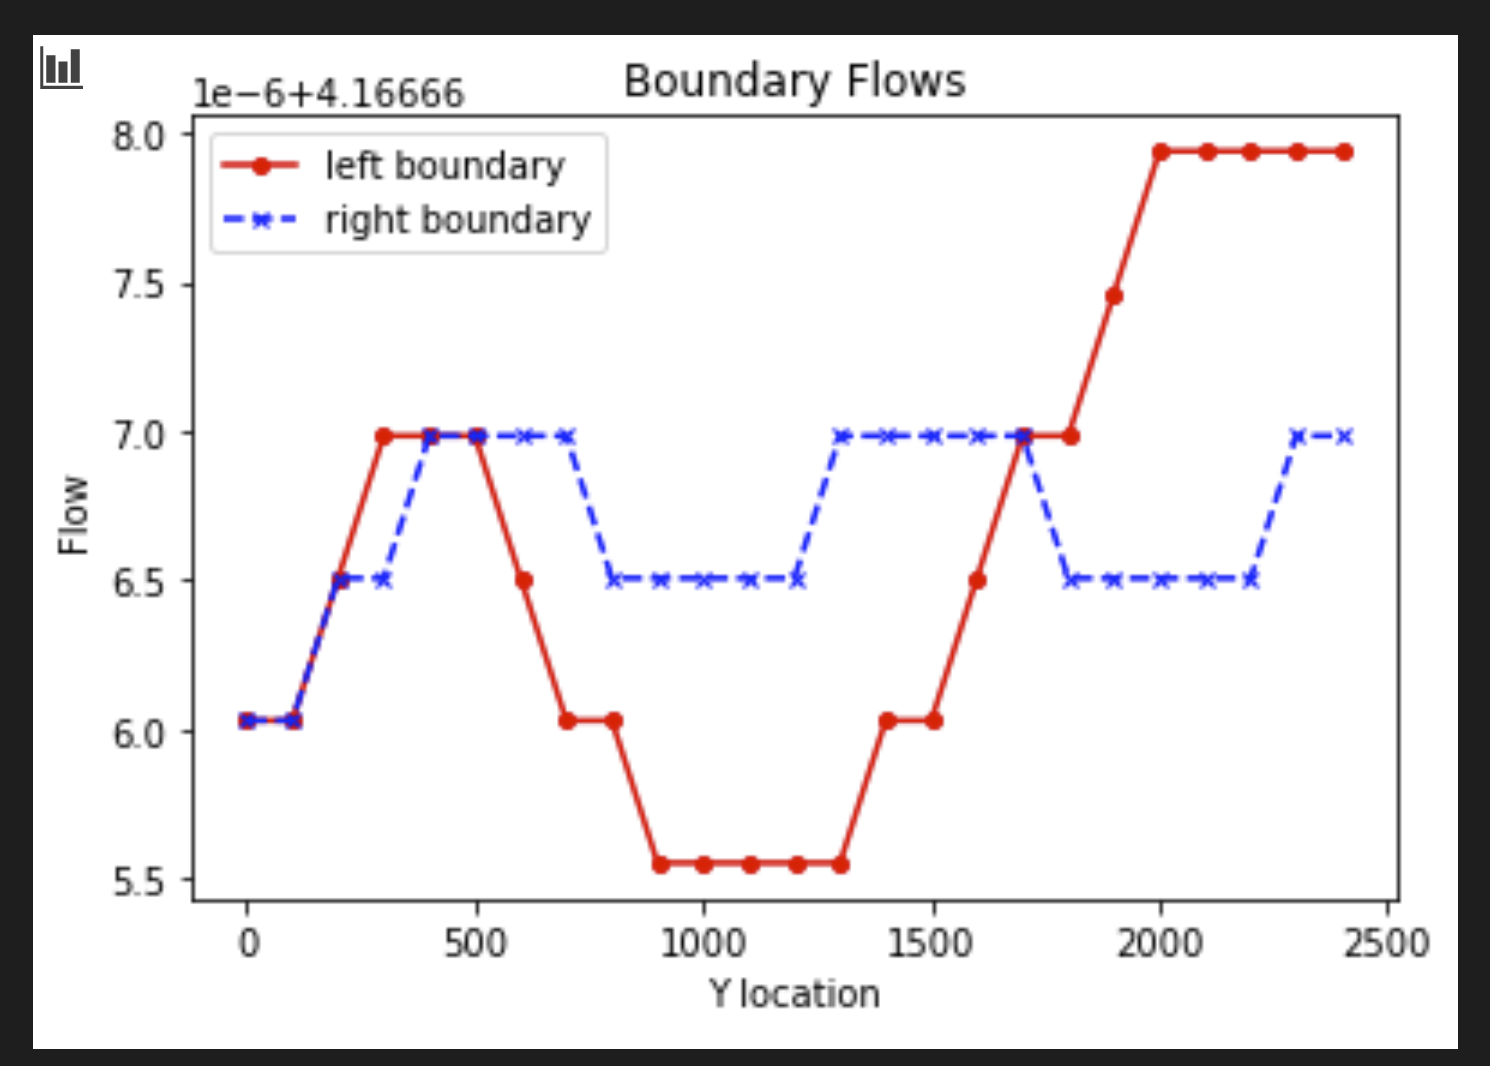 1e−6+4.16666
Boundary Flows
8.0
7.5
7.0
6.5
6.0
5.5
left boundary
right boundary
Flow
0 500 1000 1500 2000 2500
Y location